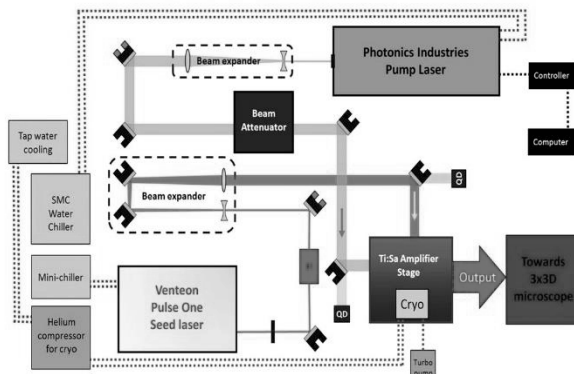 Photonics Industries
Pump Laser
Beam expander
Controller
Computer
Beam
Attenuator
Tap water
cooling
SMC
Water
Chiller
Beam expander
QD
Mini-chiller
Venteon
Pulse One
Seed laser
Ti:Sa Amplifier
Stage
Cryo
Output
Towards
3x3D
microscope
QD
Helium
compressor
for cryo
Turbo
pump